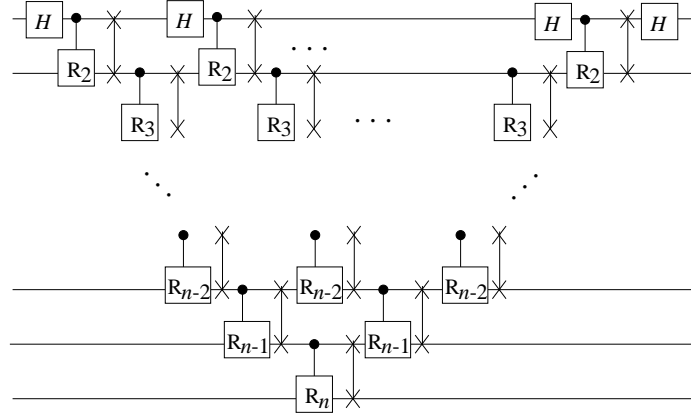 H H H H
R2 R2 R2
R3 R3 R3
Rn-2 Rn-2 Rn-2
Rn-1 Rn-1
Rn